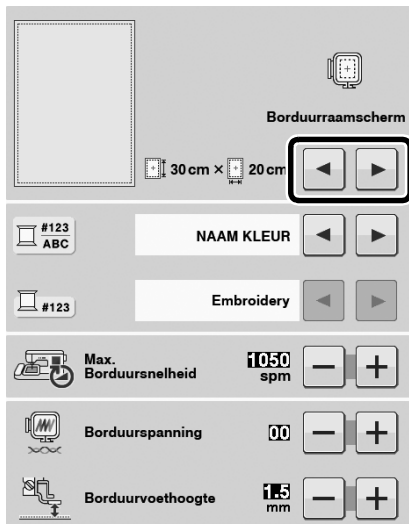 Borduurraamscherm
30 cm × 20 cm
#123
ABC
NAAM KLEUR
#123
Embroidery
Max.
Borduursnelheid
1050
spm
Borduurspanning
00
Borduurvoethoogte
1.5
mm